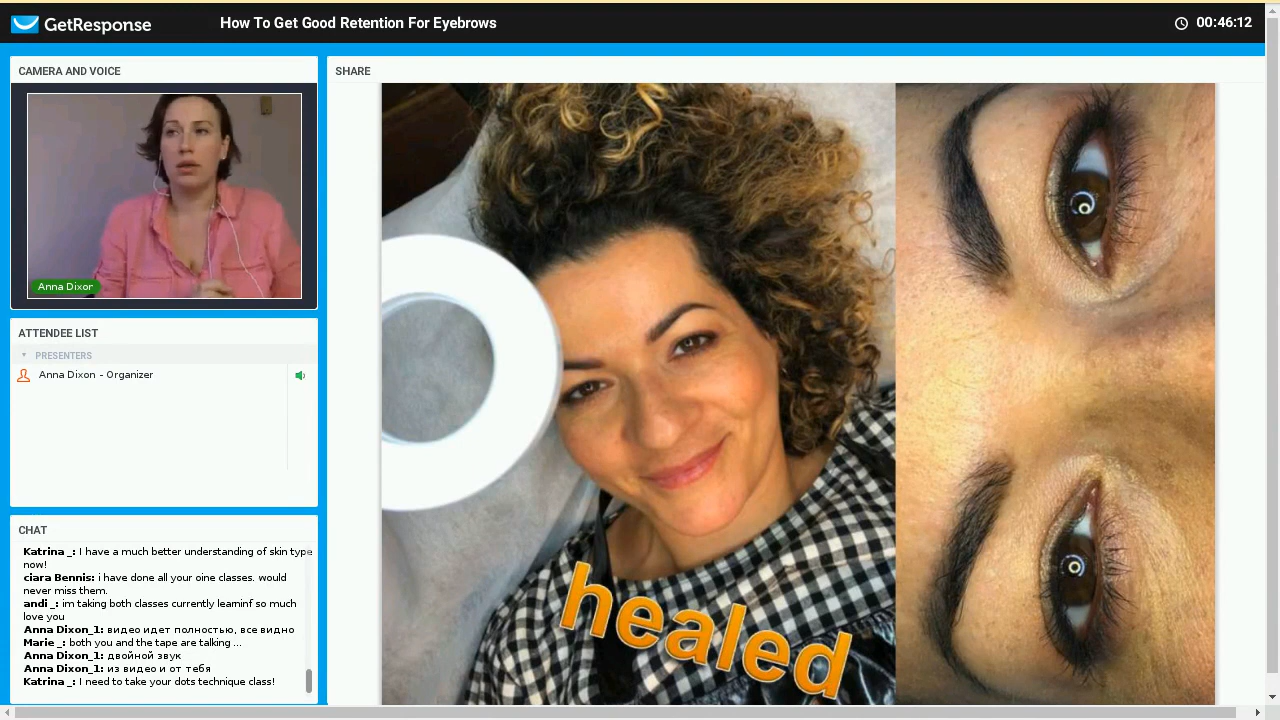 GetResponse
How To Get Good Retention For Eyebrows
00:46:12
CAMERA AND VOICE
Anna Dixon
ATTENDEE LIST
PRESENTERS
Anna Dixon - Organizer
CHAT
Katrina _: I have a much better understanding of skin type
now!
ciara Bennis: i have done all your oine classes. would
never miss them.
andi _: im taking both classes currently learninf so much
love you
Anna Dixon_1: видео идет полностью, все видно
Marie _: both you and the tape are talking ...
Anna Dixon_1: двойной звук
Anna Dixon_1: из видео и от тебя
Katrina _: I need to take your dots technique class!
SHARE
healed